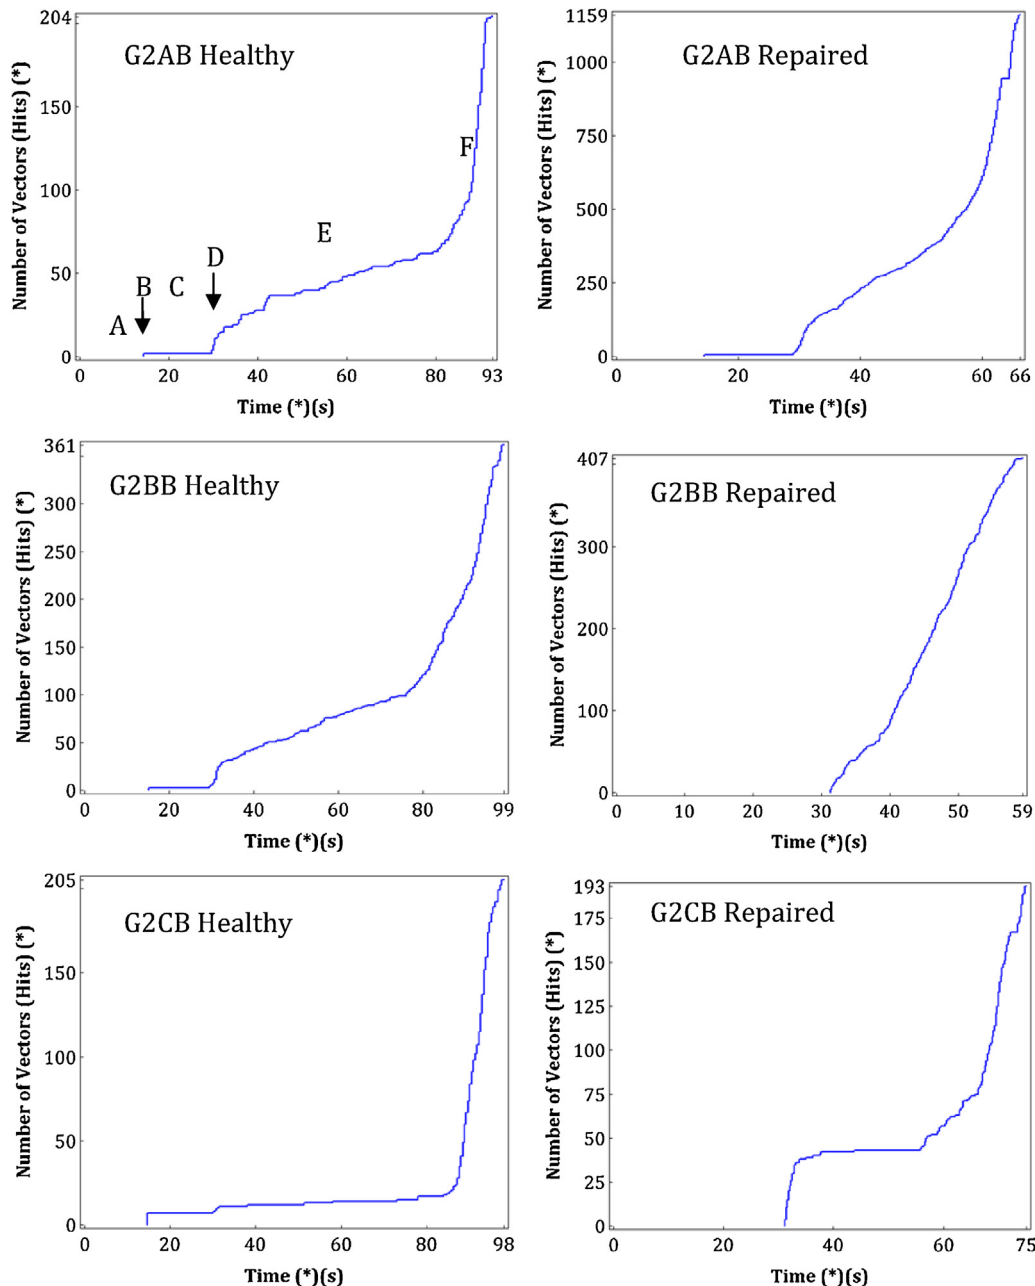 G2AB Healthy
Number of Vectors (Hits) (*)
204
150
100
50
0
A
B
C
D
E
F
0 20 40 60 80 93
Time (*)(s)
G2AB Repaired
Number of Vectors (Hits) (*)
1159
1000
750
500
250
0
0 20 40 60 66
Time (*)(s)
G2BB Healthy
Number of Vectors (Hits) (*)
361
300
250
200
150
100
50
0
0 20 40 60 80 99
Time (*)(s)
G2BB Repaired
Number of Vectors (Hits) (*)
407
300
200
100
0
0 10 20 30 40 50 59
Time (*)(s)
G2CB Healthy
Number of Vectors (Hits) (*)
205
150
100
50
0
0 20 40 60 80 98
Time (*)(s)
G2CB Repaired
Number of Vectors (Hits) (*)
193
175
150
125
100
75
50
25
0
0 20 40 60 75
Time (*)(s)